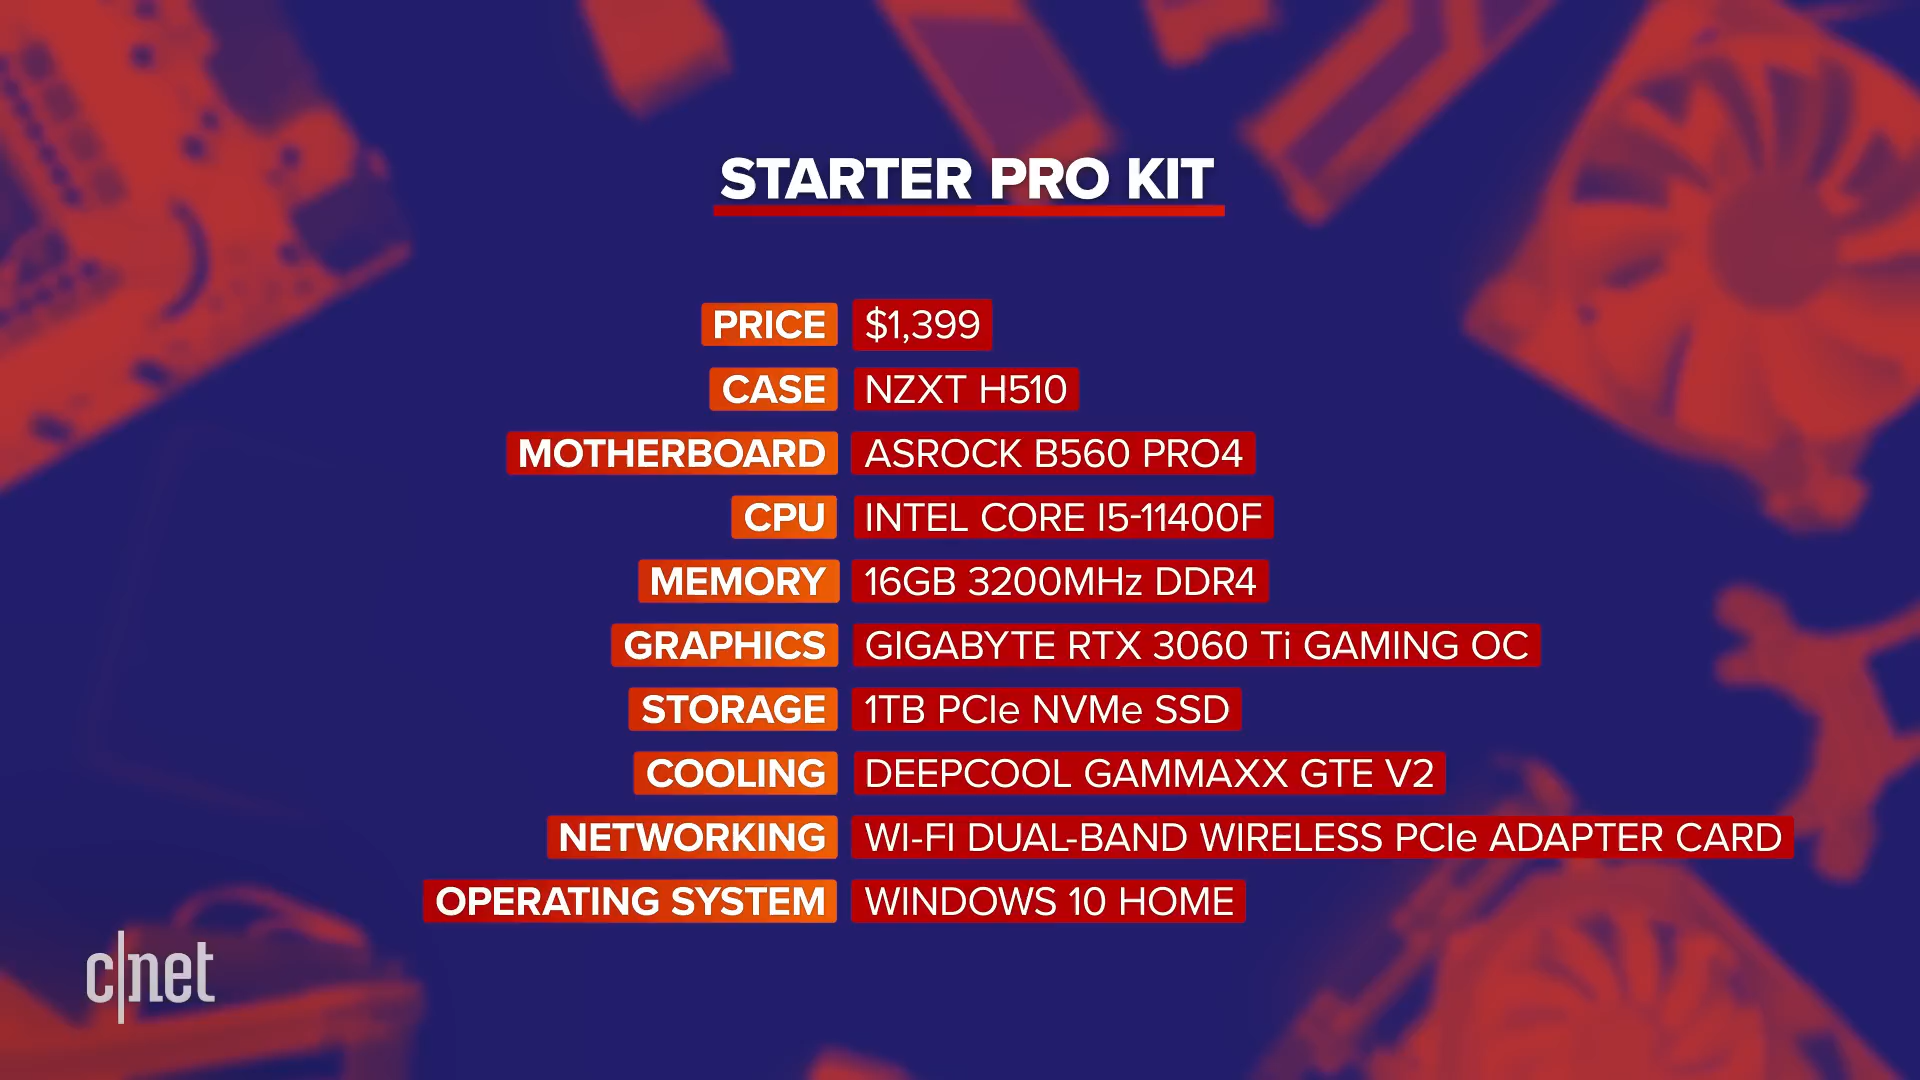 STARTER PRO KIT
PRICE $1,399
CASE NZXT H510
MOTHERBOARD ASROCK B560 PRO4
CPU INTEL CORE I5-11400F
MEMORY 16GB 3200MHz DDR4
GRAPHICS GIGABYTE RTX 3060 Ti GAMING OC
STORAGE 1TB PCIe NVMe SSD
COOLING DEEPCOOL GAMMAXX GTE V2
NETWORKING WI-FI DUAL-BAND WIRELESS PCIe ADAPTER CARD
OPERATING SYSTEM WINDOWS 10 HOME
c|net